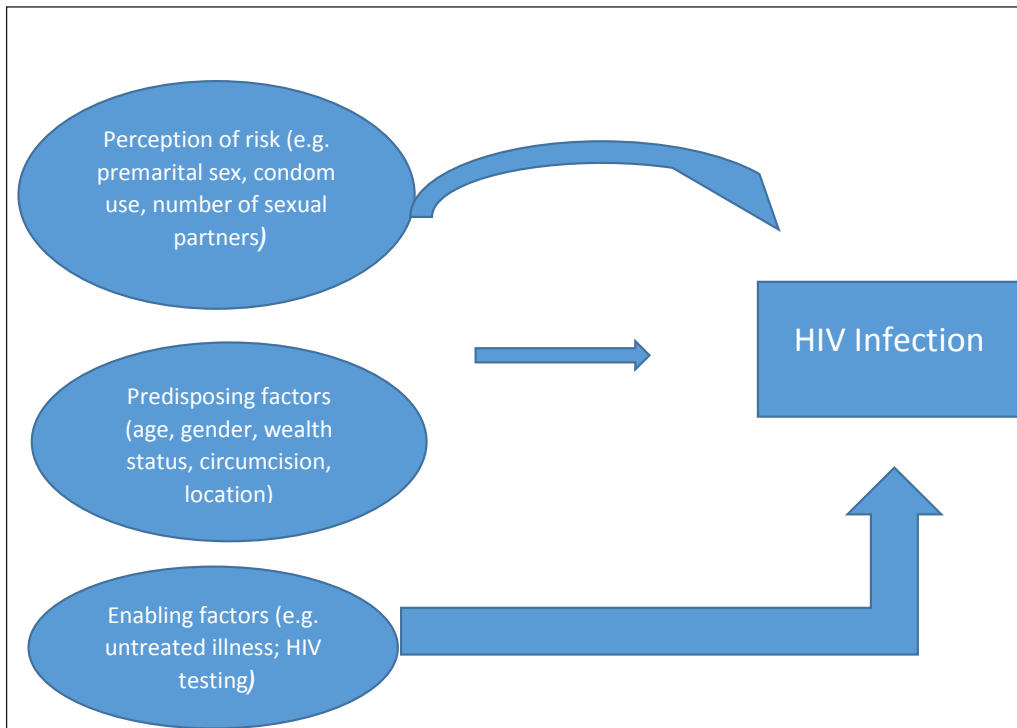 Perception of risk (e.g.
premarital sex, condom
use, number of sexual
partners)
HIV Infection
Predisposing factors
(age, gender, wealth
status, circumcision,
location)
Enabling factors (e.g.
untreated illness; HIV
testing)